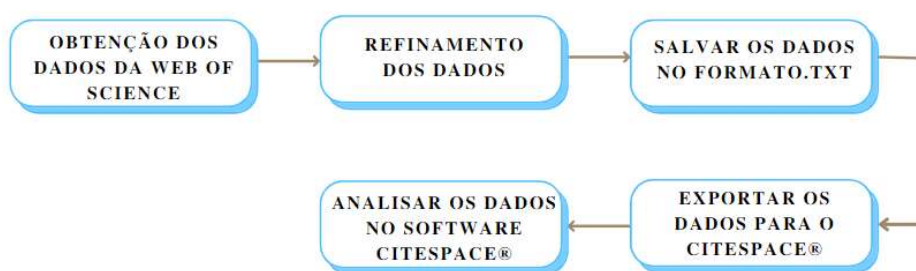 OBTENÇÃO DOS
DADOS DA WEB OF
SCIENCE
REFINAMENTO
DOS DADOS
SALVAR OS DADOS
NO FORMATO.TXT
EXPORTAR OS
DADOS PARA O
CITESPACE®
ANALISAR OS DADOS
NO SOFTWARE
CITESPACE®